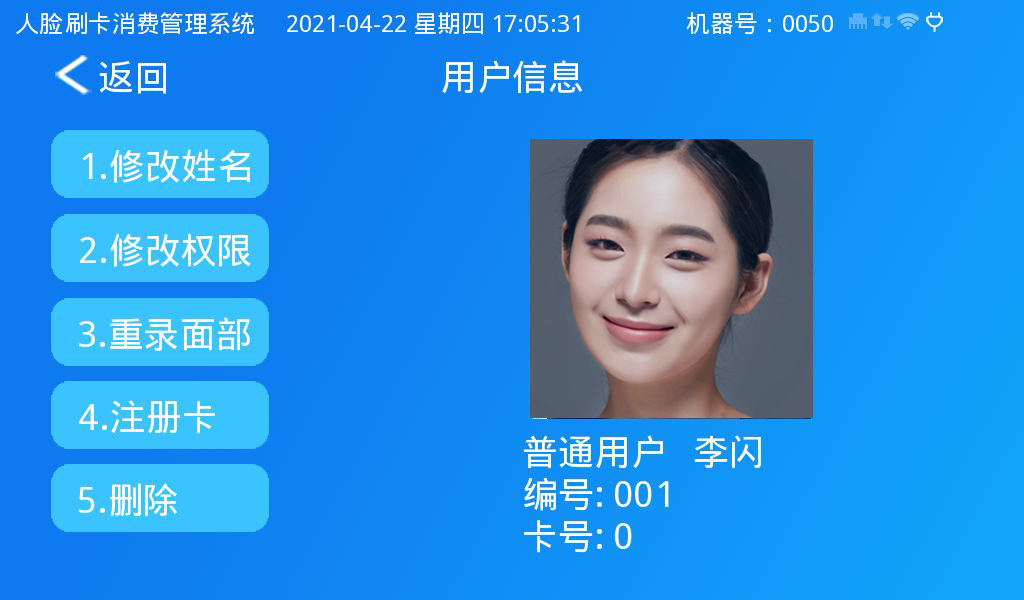 人脸刷卡消费管理系统 2021-04-22 星期四 17:05:31 机器号：0050
返回 用户信息
1.修改姓名
2.修改权限
3.重录面部
4.注册卡
5.删除
普通用户 李闪
编号: 001
卡号: 0